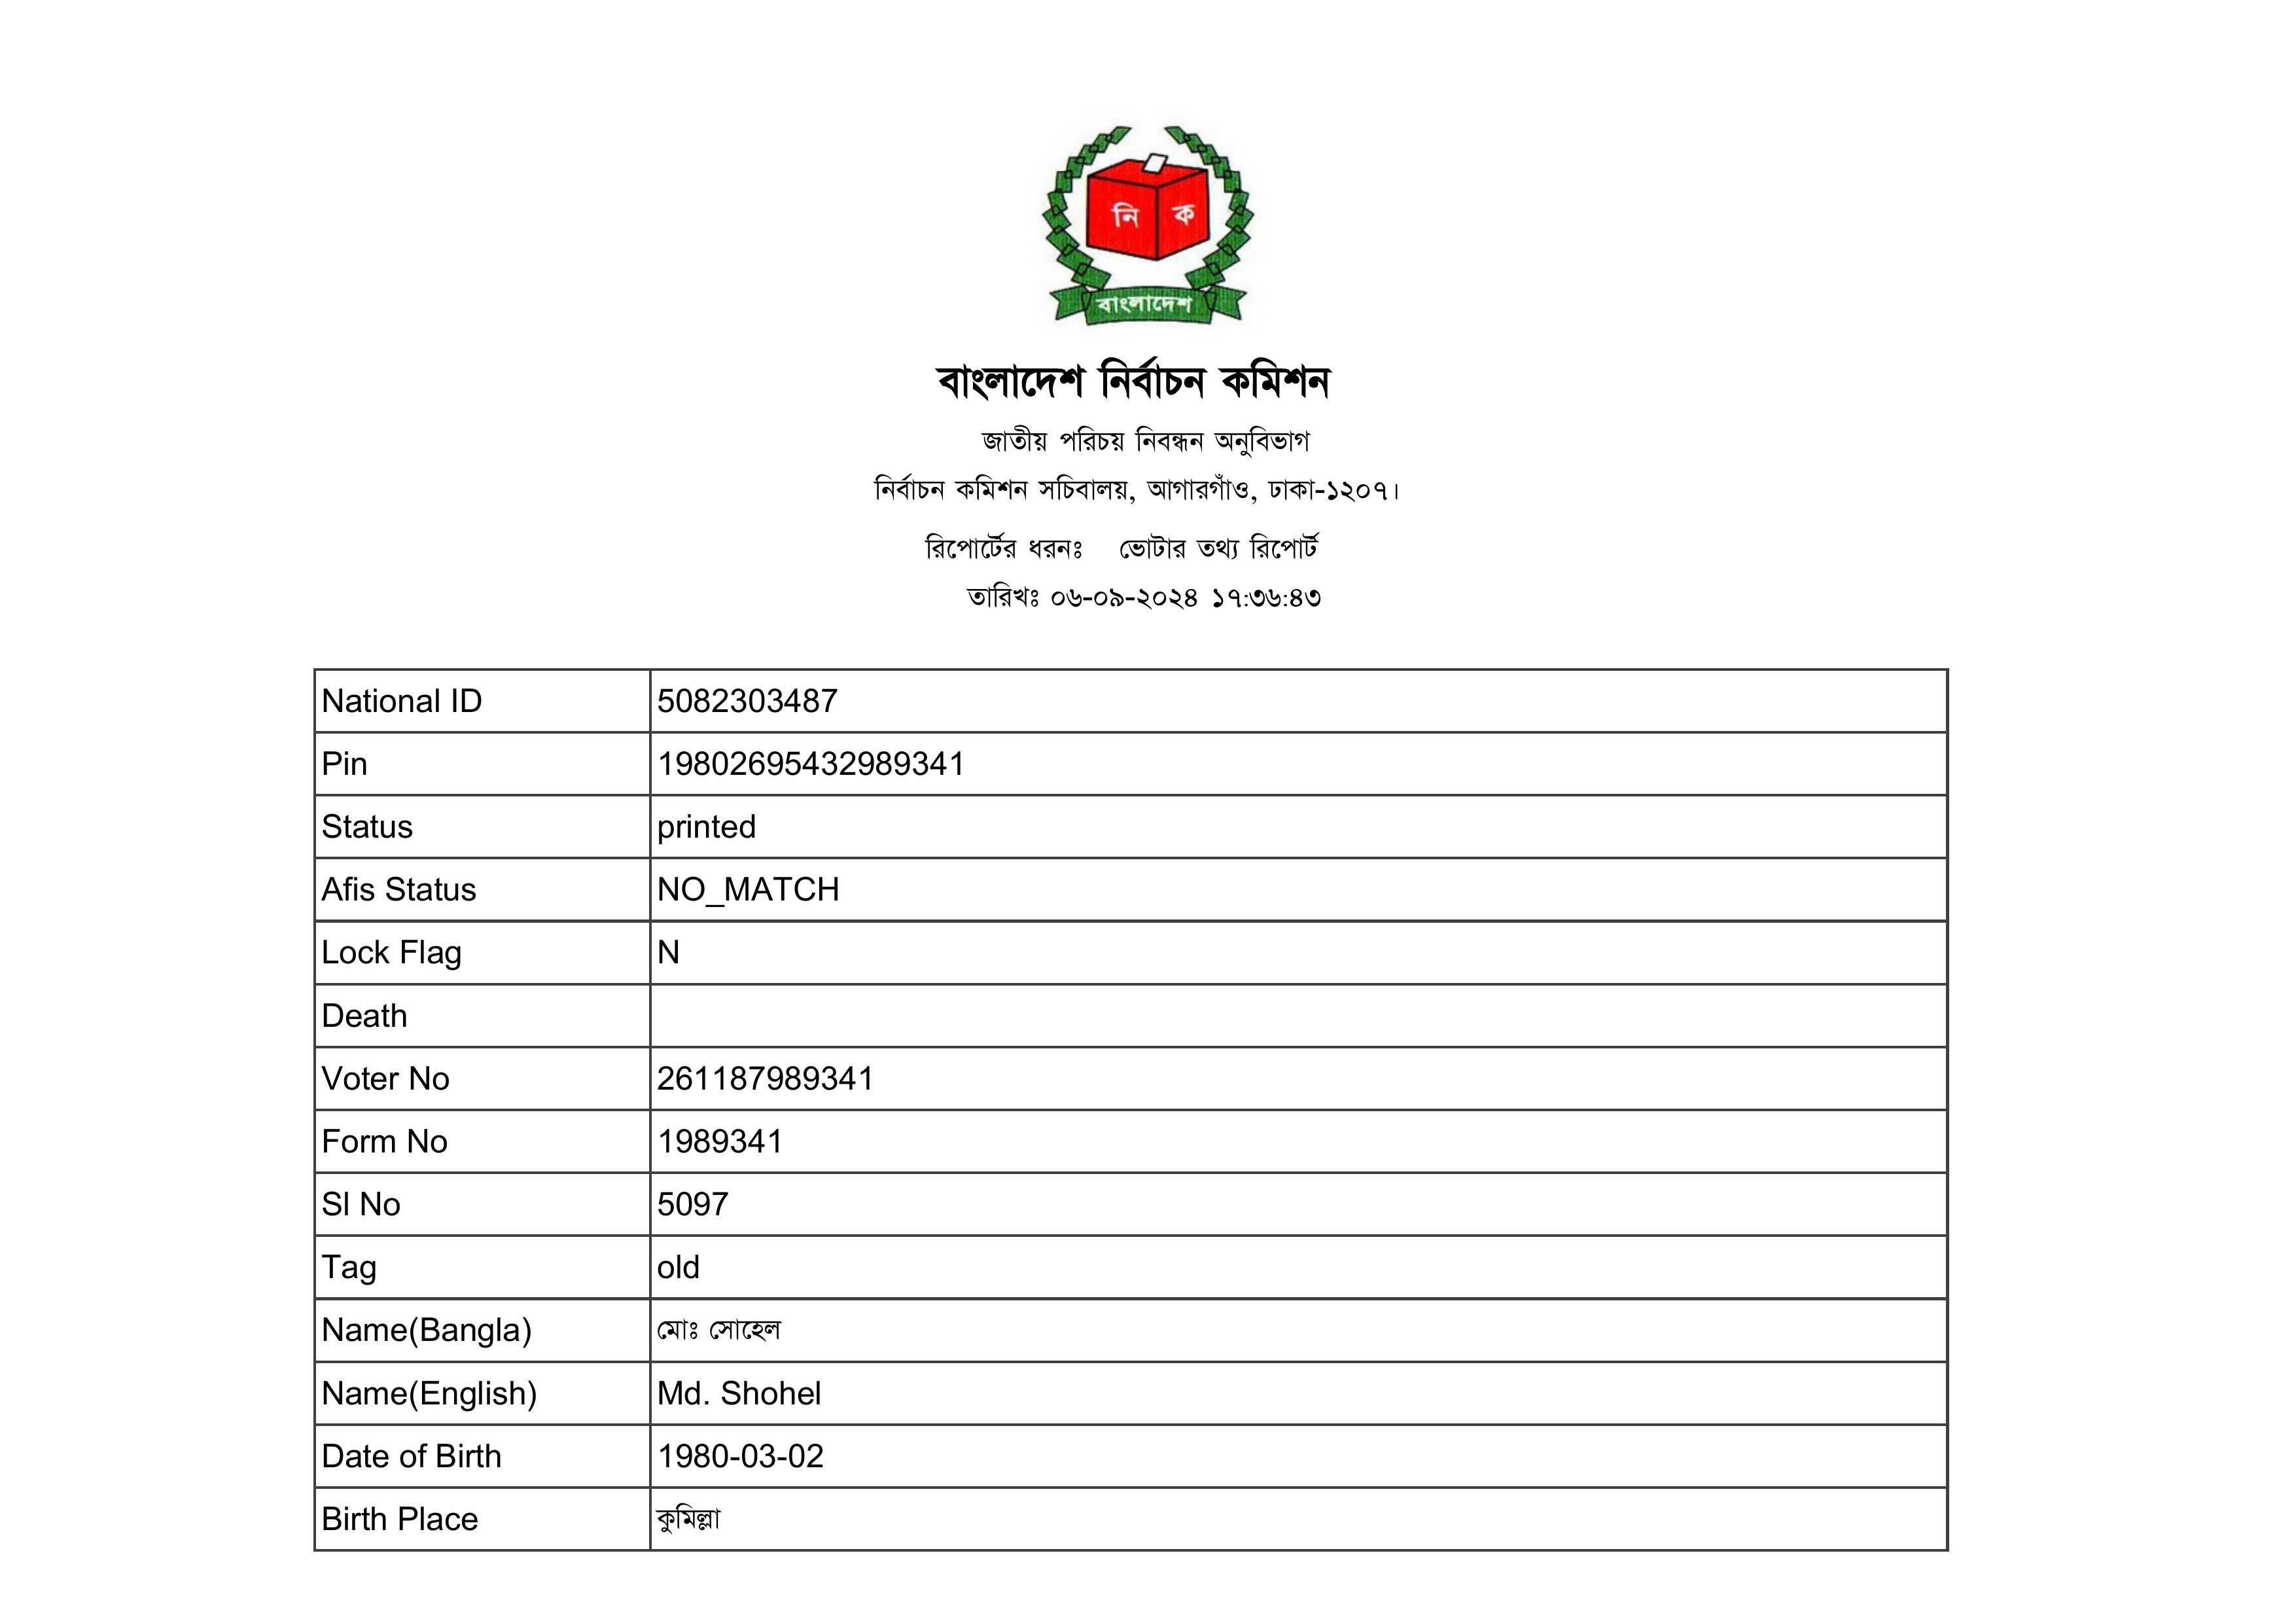 নি ক
বাংলাদেশ
বাংলাদেশ নির্বাচন কমিশন
জাতীয় পরিচয় নিবন্ধন অনুবিভাগ
নির্বাচন কমিশন সচিবালয়, আগারগাঁও, ঢাকা-১২০৭।
রিপোর্টের ধরনঃ ভোটার তথ্য রিপোর্ট
তারিখঃ ০৬-০৯-২০২৪ ১৭:৩৬:৪৩
National ID 5082303487
Pin 19802695432989341
Status printed
Afis Status NO_MATCH
Lock Flag N
Death
Voter No 261187989341
Form No 1989341
Sl No 5097
Tag old
Name(Bangla) মোঃ সোহেল
Name(English) Md. Shohel
Date of Birth 1980-03-02
Birth Place কুমিল্লা